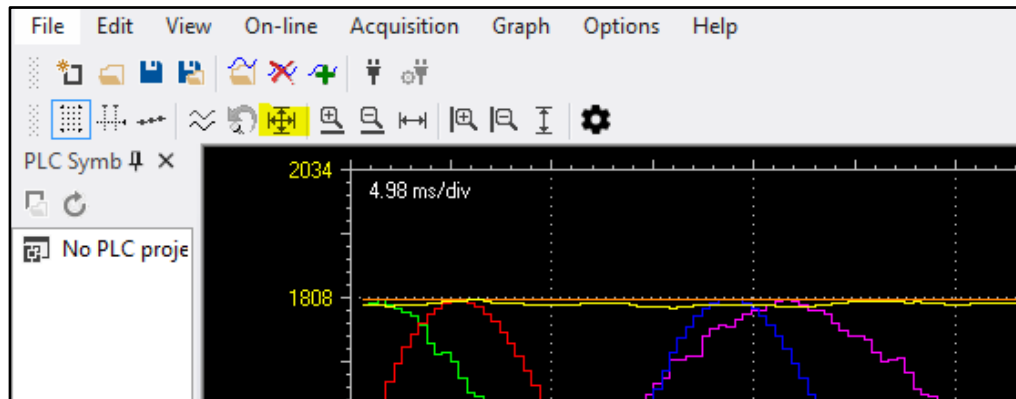 File Edit View On-line Acquisition Graph Options Help
PLC Symb
2034
4.98 ms/div
No PLC proje
1808